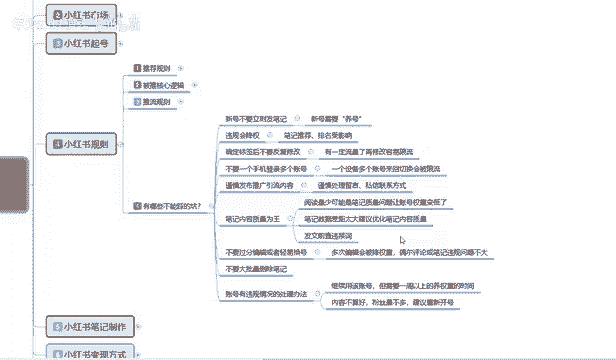 小红书市场
小红书起号
推荐规则
被推核心逻辑
推流规则
小红书规则
新号不要立刻发笔记
新号需要“养号”
违规会降权
笔记推荐、排名受影响
确定标签后不要反复修改
有一定流量了再修改容易限流
不要一个手机登录多个账号
一个设备多个账号来回切换会被限流
谨慎发布推广引流内容
谨慎处理留言、私信联系方式
有哪些不能踩的坑？
笔记内容质量为王
阅读量少可能是笔记质量问题让账号权重变低了
笔记数据差距太大建议优化笔记内容质量
发文前查违禁词
不要过分编辑或者轻易换号
多次编辑会被降权重，偶尔评论或笔记违规问题不大
不要大批量删除笔记
账号有违规情况的处理办法
继续用该账号，但需要一周以上的养权重的时间
内容不算好，粉丝量不多，建议重新开号
小红书笔记制作
小红书变现方式